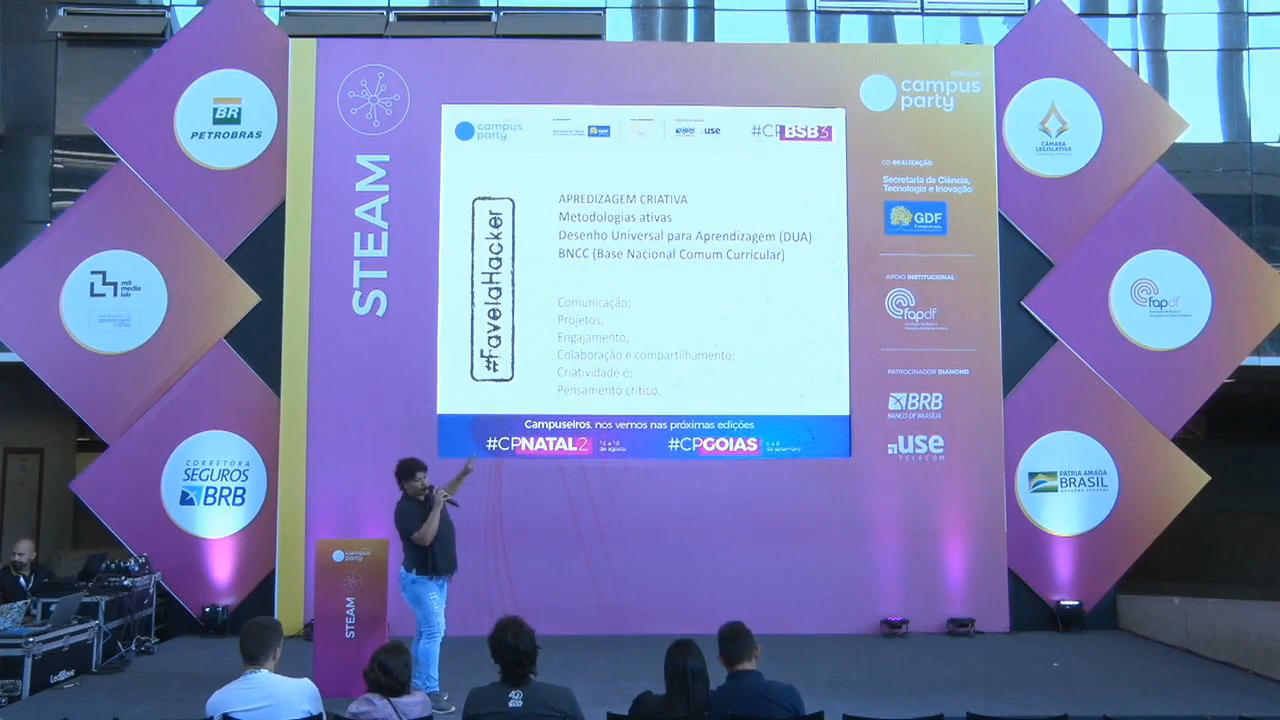 BR
PETROBRAS
mit
media
lab
CORRETORA
SEGUROS
BRB
STEAM
campus
party
#CPBSB3
GDF
use
#FavelaHacker
APREDIZAGEM CRIATIVA
Metodologias ativas
Desenho Universal para Aprendizagem (DUA)
BNCC (Base Nacional Comum Curricular)
Comunicação;
Projetos;
Engajamento;
Colaboração e compartilhamento;
Criatividade e;
Pensamento crítico.
Campuseiros, nos vemos nas próximas edições
#CPNATAL2
#CPGOIAS
BRASÍLIA
campus
party
CO-REALIZAÇÃO
Secretaria de Ciência,
Tecnologia e Inovação
GDF
APOIO INSTITUCIONAL
fapdf
PATROCINADOR DIAMOND
BRB
BANCO DE BRASÍLIA
use
TELECOM
CÂMARA
LEGISLATIVA
fapdf
PÁTRIA AMADA
BRASIL
campus
party
STEAM